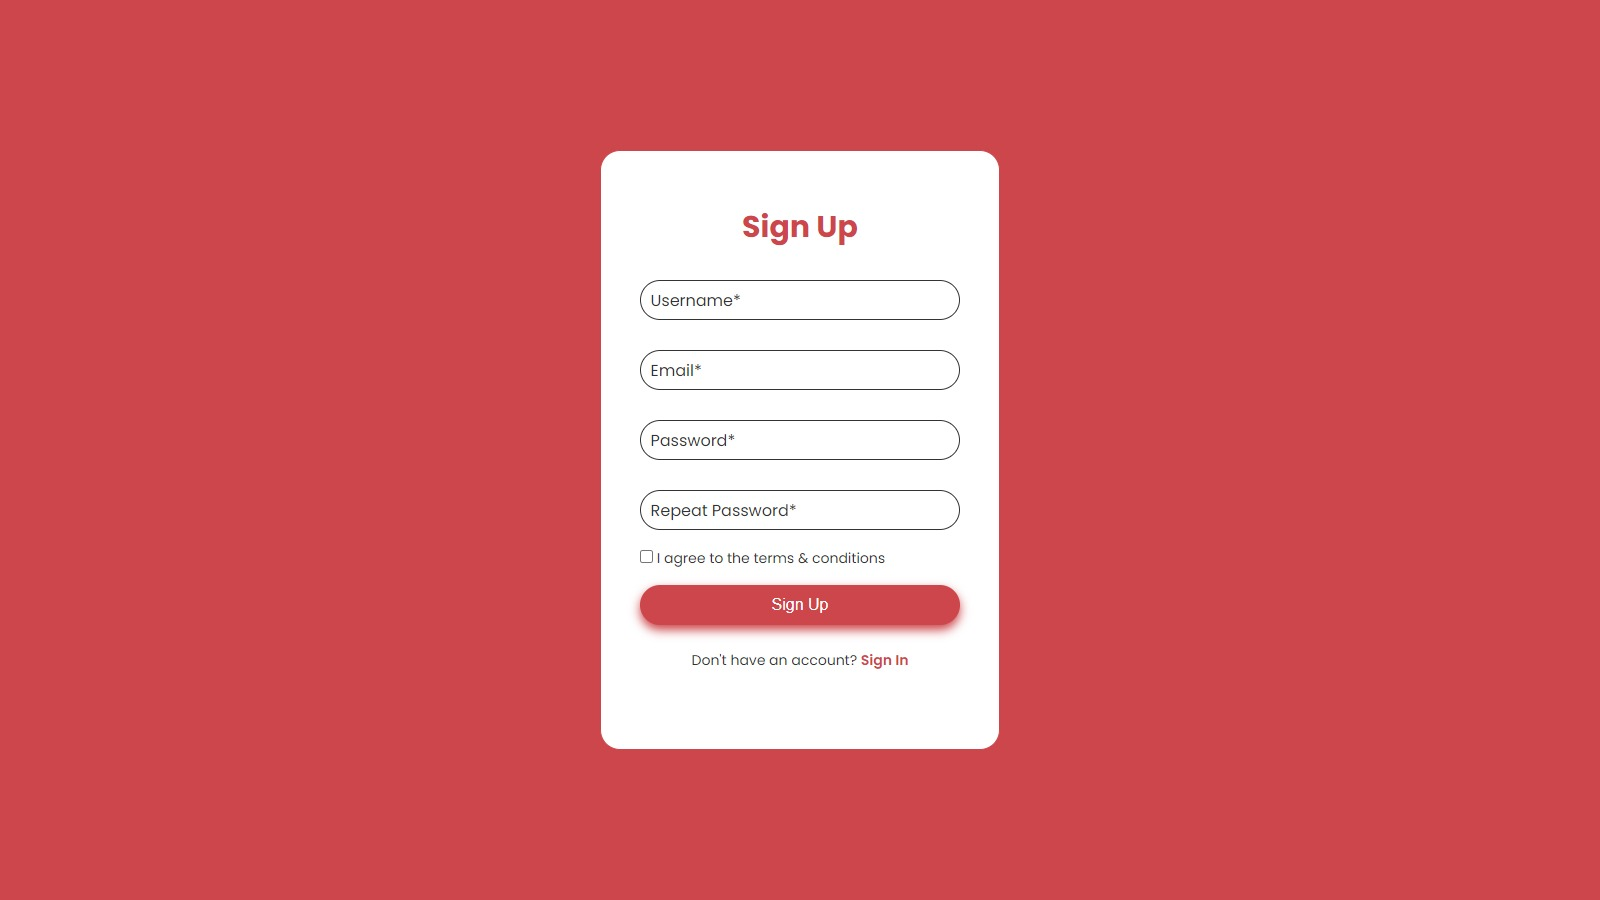 Sign Up
Username*
Email*
Password*
Repeat Password*
I agree to the terms & conditions
Sign Up
Don't have an account? Sign In